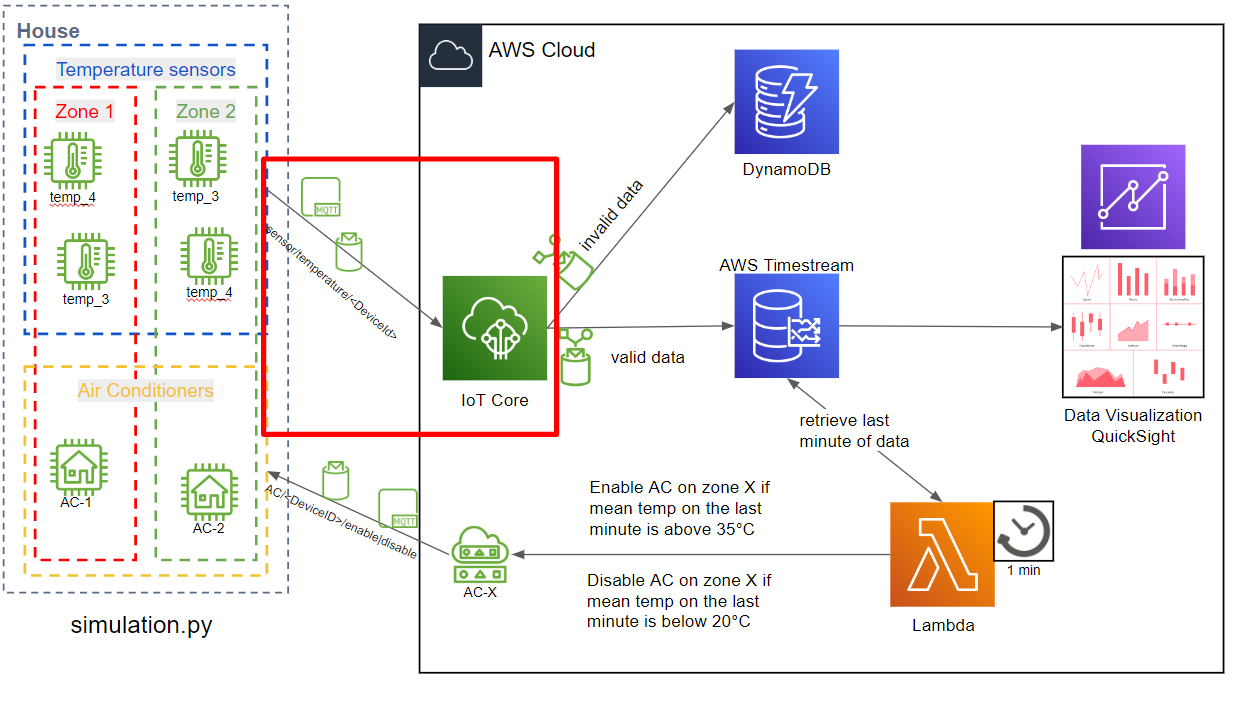 House
Temperature sensors
Zone 1
Zone 2
temp_4
temp_3
temp_3
temp_4
Air Conditioners
AC-1
AC-2
simulation.py
MQTT
sensor/temperature/<DeviceId>
AC/<DeviceID>/enable|disable
MQTT
AWS Cloud
IoT Core
invalid data
valid data
DynamoDB
AWS Timestream
Data Visualization
QuickSight
retrieve last
minute of data
Enable AC on zone X if
mean temp on the last
minute is above 35°C
Disable AC on zone X if
mean temp on the last
minute is below 20°C
AC-X
Lambda
1 min